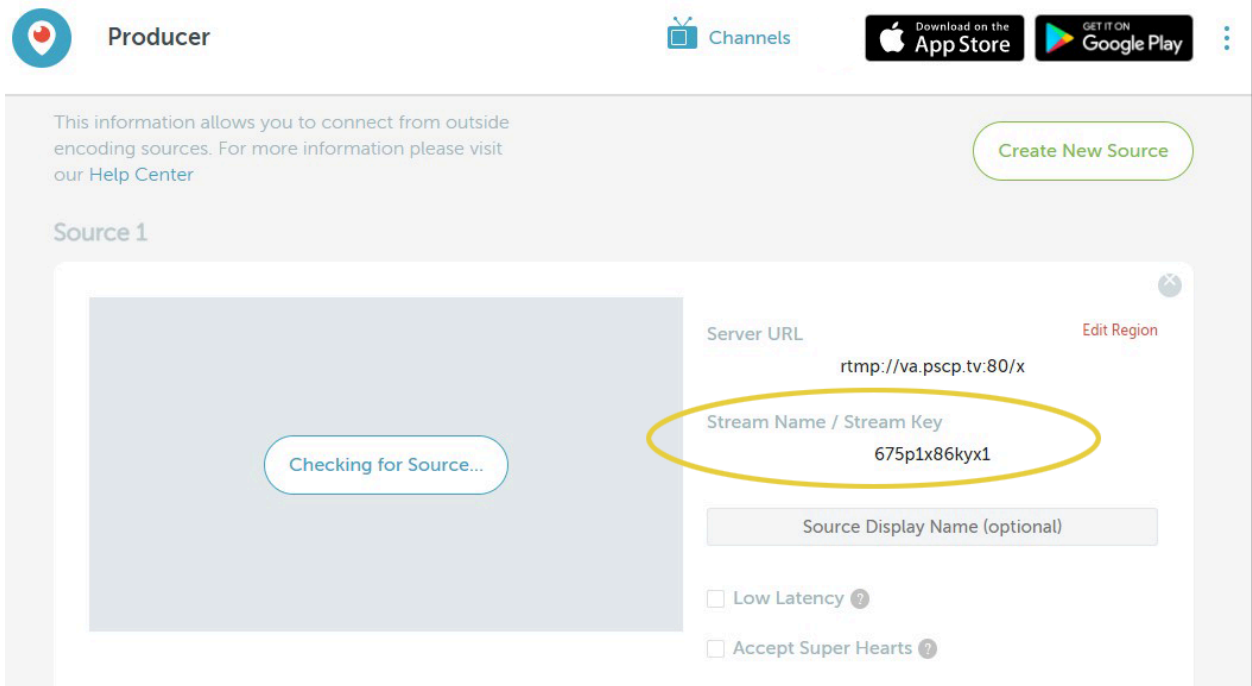 Producer
Channels
Download on the
App Store
GET IT ON
Google Play
This information allows you to connect from outside
encoding sources. For more information please visit
our Help Center
Create New Source
Source 1
Server URL
Edit Region
rtmp://va.pscp.tv:80/x
Stream Name / Stream Key
675p1x86kyx1
Checking for Source...
Source Display Name (optional)
Low Latency ?
Accept Super Hearts ?